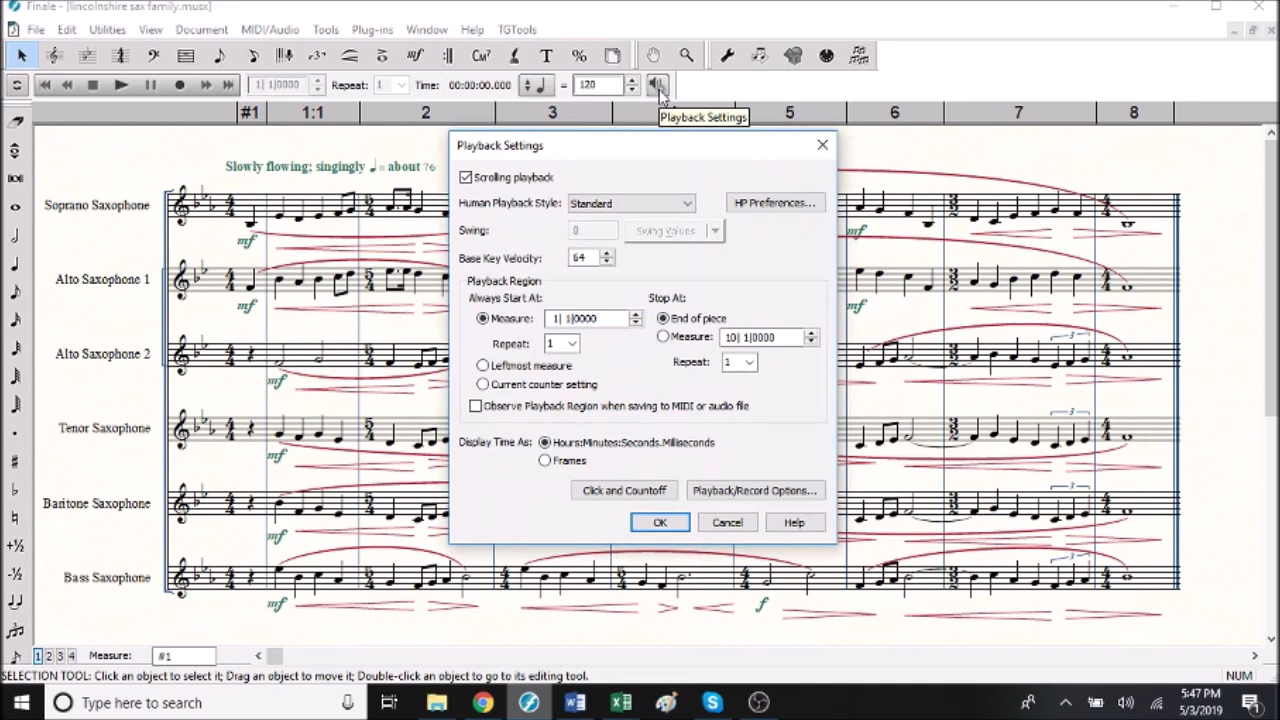 Finale - [lincolnshire sax family.musx]
File Edit Utilities View Document MIDI/Audio Tools Plug-ins Window Help TGTools
1| 1|0000 Repeat: 1 Time: 00:00:00.000 = 120
Playback Settings
#1 1:1 2 3 5 6 7 8
Slowly flowing; singingly = about 76
Soprano Saxophone
mf
mf
Alto Saxophone 1
mf
mf
Alto Saxophone 2
mf
3
Tenor Saxophone
mf
3
Baritone Saxophone
mf
3
Bass Saxophone
mf
f
3
Playback Settings
Scrolling playback
Human Playback Style: Standard HP Preferences...
Swing: 0 Swing Values
Base Key Velocity: 64
Playback Region
Always Start At: Stop At:
Measure: 1| 1|0000 End of piece
Measure: 10| 1|0000
Repeat: 1
Repeat: 1
Leftmost measure
Current counter setting
Observe Playback Region when saving to MIDI or audio file
Display Time As: Hours:Minutes:Seconds.Milliseconds
Frames
Click and Countoff Playback/Record Options...
OK Cancel Help
1 2 3 4 Measure: #1
SELECTION TOOL: Click an object to select it; Drag an object to move it; Double-click an object to go to its editing tool. NUM
Type here to search
5:47 PM
5/3/2019